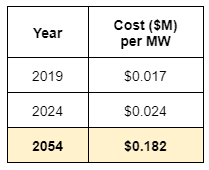 Year Cost ($M)
per MW
2019 $0.017
2024 $0.024
2054 $0.182